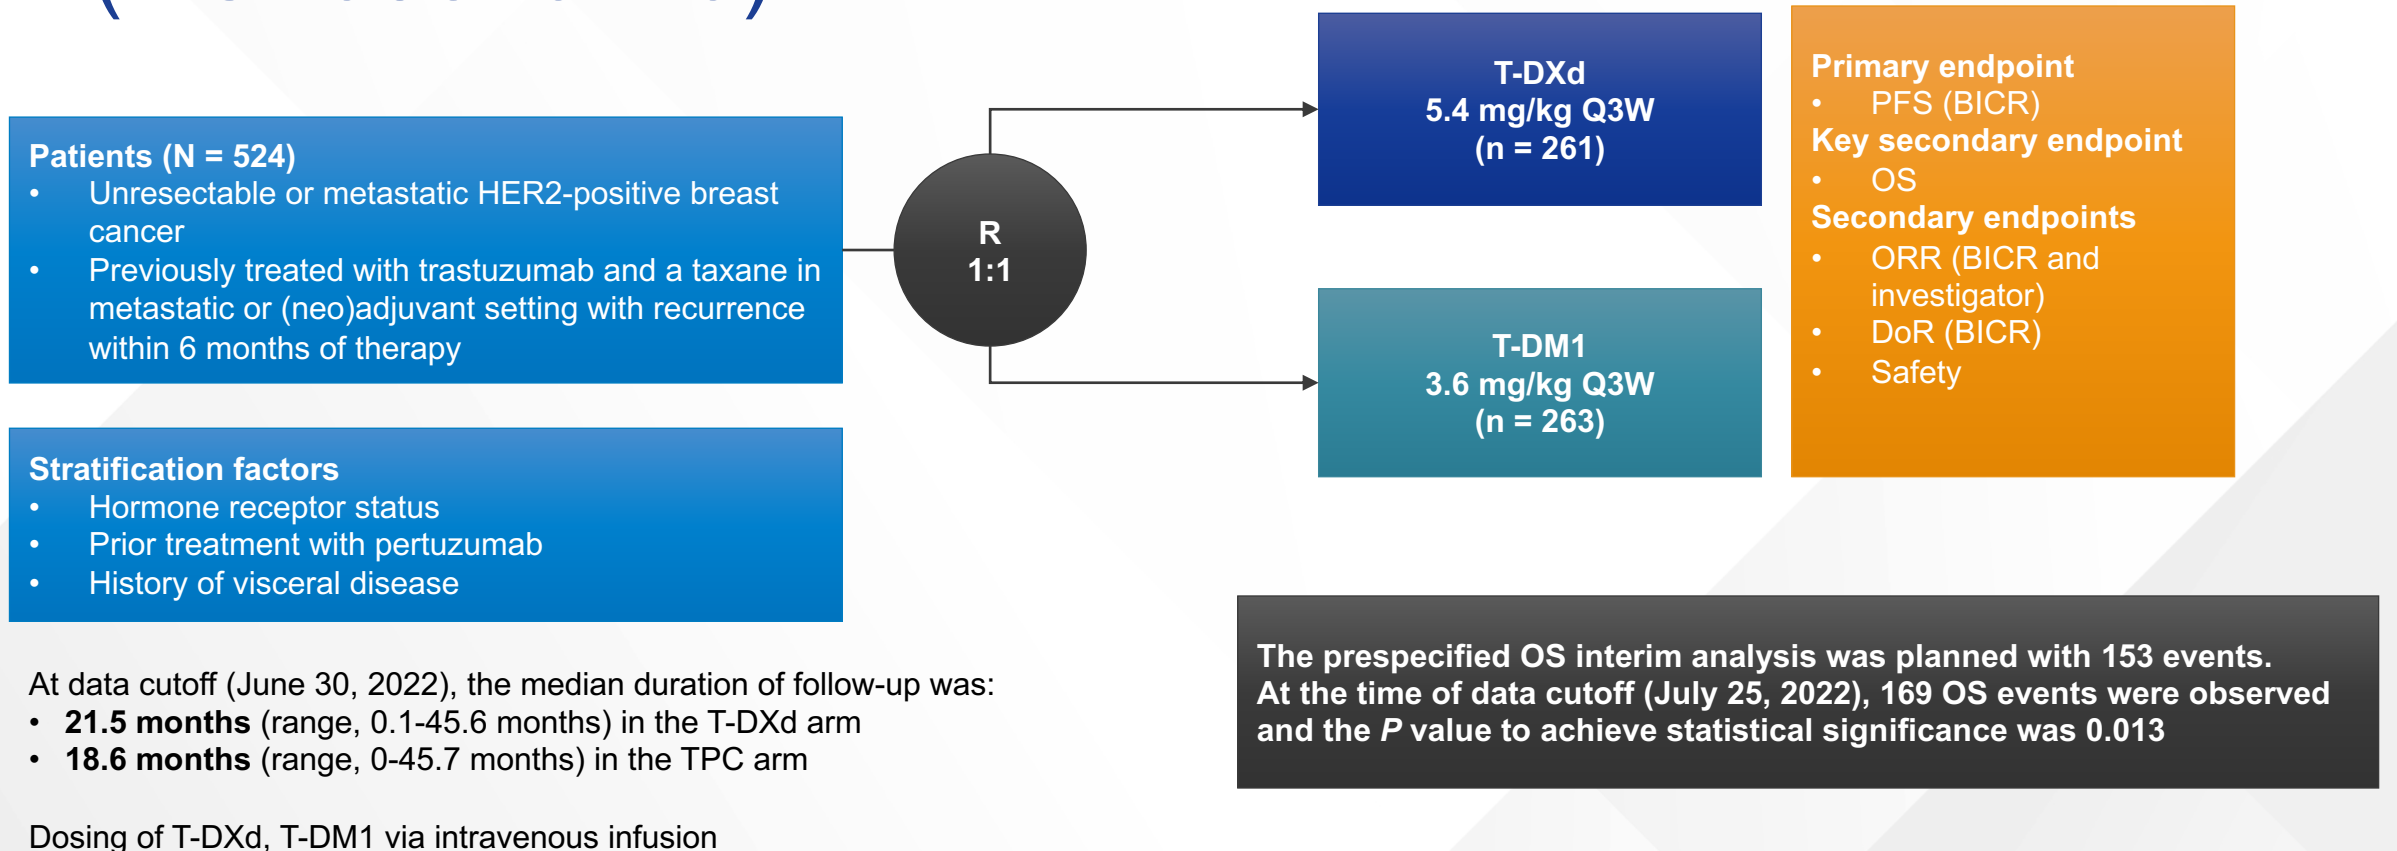 Patients (N = 524)
• Unresectable or metastatic HER2-positive breast
cancer
• Previously treated with trastuzumab and a taxane in
metastatic or (neo)adjuvant setting with recurrence
within 6 months of therapy
Stratification factors
• Hormone receptor status
• Prior treatment with pertuzumab
• History of visceral disease
R
1:1
T-DXd
5.4 mg/kg Q3W
(n = 261)
T-DM1
3.6 mg/kg Q3W
(n = 263)
Primary endpoint
• PFS (BICR)
Key secondary endpoint
• OS
Secondary endpoints
• ORR (BICR and
investigator)
• DoR (BICR)
• Safety
At data cutoff (June 30, 2022), the median duration of follow-up was:
• 21.5 months (range, 0.1-45.6 months) in the T-DXd arm
• 18.6 months (range, 0-45.7 months) in the TPC arm
Dosing of T-DXd, T-DM1 via intravenous infusion
The prespecified OS interim analysis was planned with 153 events.
At the time of data cutoff (July 25, 2022), 169 OS events were observed
and the P value to achieve statistical significance was 0.013